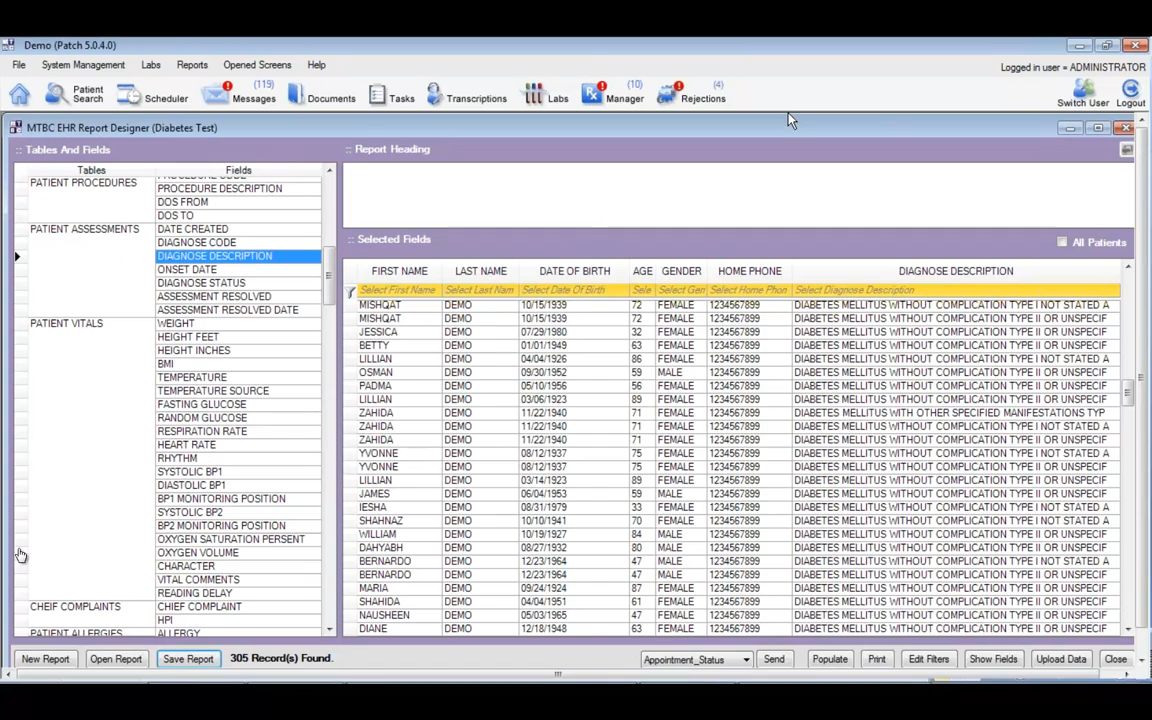 Demo (Patch 5.0.4.0)
File System Management Labs Reports Opened Screens Help
Logged in user = ADMINISTRATOR
Patient Search Scheduler Messages (119) Documents Tasks Transcriptions Labs Manager (10) Rejections (4) Switch User Logout
MTBC EHR Report Designer (Diabetes Test)
:: Tables And Fields
Tables Fields
PATIENT PROCEDURES
PROCEDURE CODE
PROCEDURE DESCRIPTION
DOS FROM
DOS TO
PATIENT ASSESSMENTS DATE CREATED
DIAGNOSE CODE
DIAGNOSE DESCRIPTION
ONSET DATE
DIAGNOSE STATUS
ASSESSMENT RESOLVED
ASSESSMENT RESOLVED DATE
PATIENT VITALS WEIGHT
HEIGHT FEET
HEIGHT INCHES
BMI
TEMPERATURE
TEMPERATURE SOURCE
FASTING GLUCOSE
RANDOM GLUCOSE
RESPIRATION RATE
HEART RATE
RHYTHM
SYSTOLIC BP1
DIASTOLIC BP1
BP1 MONITORING POSITION
SYSTOLIC BP2
BP2 MONITORING POSITION
OXYGEN SATURATION PERSENT
OXYGEN VOLUME
CHARACTER
VITAL COMMENTS
READING DELAY
CHEIF COMPLAINTS CHIEF COMPLAINT
HPI
PATIENT ALLERGIES ALLERGY
:: Report Heading
:: Selected Fields
All Patients
FIRST NAME LAST NAME DATE OF BIRTH AGE GENDER HOME PHONE DIAGNOSE DESCRIPTION
Select First Name Select Last Nam Select Date Of Birth Sele Select Gen Select Home Phon Select Diagnose Description
MISHQAT DEMO 10/15/1939 72 FEMALE 1234567899 DIABETES MELLITUS WITHOUT COMPLICATION TYPE I NOT STATED A
MISHQAT DEMO 10/15/1939 72 FEMALE 1234567899 DIABETES MELLITUS WITHOUT COMPLICATION TYPE II OR UNSPECIF
JESSICA DEMO 07/29/1980 32 FEMALE 1234567899 DIABETES MELLITUS WITHOUT COMPLICATION TYPE II OR UNSPECIF
BETTY DEMO 01/01/1949 63 FEMALE 1234567899 DIABETES MELLITUS WITHOUT COMPLICATION TYPE II OR UNSPECIF
LILLIAN DEMO 04/04/1926 86 FEMALE 1234567899 DIABETES MELLITUS WITHOUT COMPLICATION TYPE I NOT STATED A
OSMAN DEMO 09/30/1952 59 MALE 1234567899 DIABETES MELLITUS WITHOUT COMPLICATION TYPE II OR UNSPECIF
PADMA DEMO 05/10/1956 56 FEMALE 1234567899 DIABETES MELLITUS WITHOUT COMPLICATION TYPE II OR UNSPECIF
LILLIAN DEMO 03/06/1923 89 FEMALE 1234567899 DIABETES MELLITUS WITHOUT COMPLICATION TYPE I NOT STATED A
ZAHIDA DEMO 11/22/1940 71 FEMALE 1234567899 DIABETES MELLITUS WITH OTHER SPECIFIED MANIFESTATIONS TYP
ZAHIDA DEMO 11/22/1940 71 FEMALE 1234567899 DIABETES MELLITUS WITHOUT COMPLICATION TYPE I NOT STATED A
ZAHIDA DEMO 11/22/1940 71 FEMALE 1234567899 DIABETES MELLITUS WITHOUT COMPLICATION TYPE II OR UNSPECIF
YVONNE DEMO 08/12/1937 75 FEMALE 1234567899 DIABETES MELLITUS WITHOUT COMPLICATION TYPE I NOT STATED A
YVONNE DEMO 08/12/1937 75 FEMALE 1234567899 DIABETES MELLITUS WITHOUT COMPLICATION TYPE II OR UNSPECIF
LILLIAN DEMO 03/14/1923 89 FEMALE 1234567899 DIABETES MELLITUS WITHOUT COMPLICATION TYPE II OR UNSPECIF
JAMES DEMO 06/04/1953 59 MALE 1234567899 DIABETES MELLITUS WITHOUT COMPLICATION TYPE I NOT STATED A
IESHA DEMO 08/31/1979 33 FEMALE 1234567899 DIABETES MELLITUS WITHOUT COMPLICATION TYPE II OR UNSPECIF
SHAHNAZ DEMO 10/10/1941 70 FEMALE 1234567899 DIABETES MELLITUS WITHOUT COMPLICATION TYPE II OR UNSPECIF
WILLIAM DEMO 10/19/1927 84 MALE 1234567899 DIABETES MELLITUS WITHOUT COMPLICATION TYPE II OR UNSPECIF
DAHYABH DEMO 08/27/1932 80 MALE 1234567899 DIABETES MELLITUS WITHOUT COMPLICATION TYPE II OR UNSPECIF
BERNARDO DEMO 12/23/1964 47 MALE 1234567899 DIABETES MELLITUS WITHOUT COMPLICATION TYPE I NOT STATED A
BERNARDO DEMO 12/23/1964 47 MALE 1234567899 DIABETES MELLITUS WITHOUT COMPLICATION TYPE II OR UNSPECIF
MARIA DEMO 09/24/1924 87 FEMALE 1234567899 DIABETES MELLITUS WITHOUT COMPLICATION TYPE II OR UNSPECIF
SHAHIDA DEMO 04/04/1951 61 FEMALE 1234567899 DIABETES MELLITUS WITHOUT COMPLICATION TYPE II OR UNSPECIF
NAUSHEEN DEMO 05/03/1965 47 FEMALE 1234567899 DIABETES MELLITUS WITHOUT COMPLICATION TYPE II OR UNSPECIF
DIANE DEMO 12/18/1948 63 FEMALE 1234567899 DIABETES MELLITUS WITHOUT COMPLICATION TYPE II OR UNSPECIF
New Report Open Report Save Report 305 Record(s) Found. Appointment_Status Send Populate Print Edit Filters Show Fields Upload Data Close